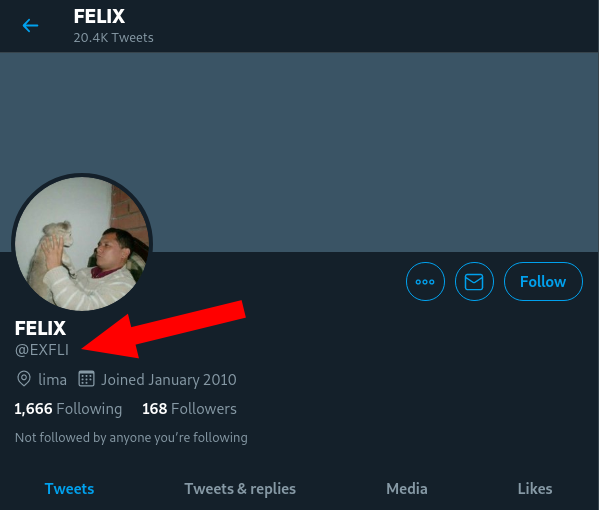 FELIX
20.4K Tweets
Follow
FELIX
@EXFLI
lima Joined January 2010
1,666 Following 168 Followers
Not followed by anyone you’re following
Tweets Tweets & replies Media Likes